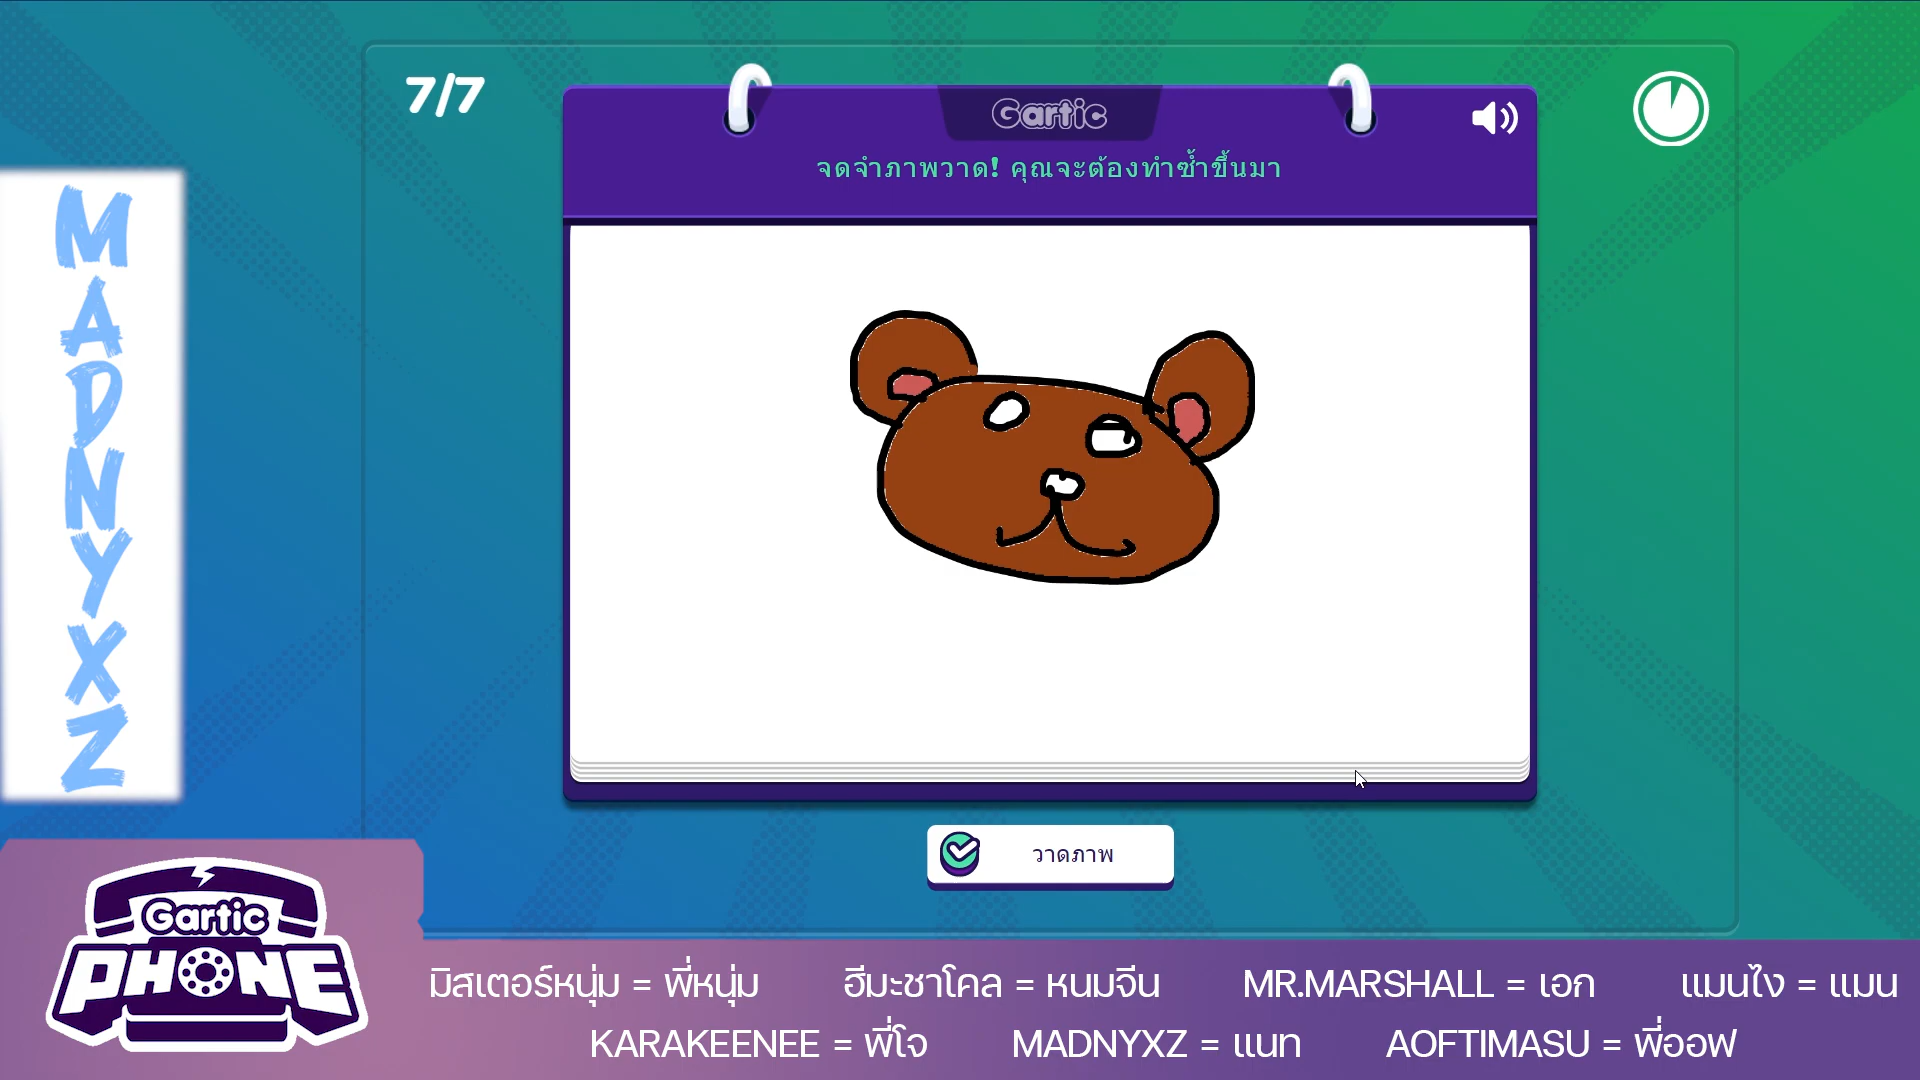 7/7
Gartic
จดจำภาพวาด! คุณจะต้องทำซ้ำขึ้นมา
MADNYXZ
วาดภาพ
Gartic
PHONE
มิสเตอร์หนุ่ม = พี่หนุ่ม ฮีมะชาโคล = หนมจีน MR.MARSHALL = เอก แมนไง = แมน
KARAKEENEE = พี่โจ MADNYXZ = แนท AOFTIMASU = พี่ออฟ